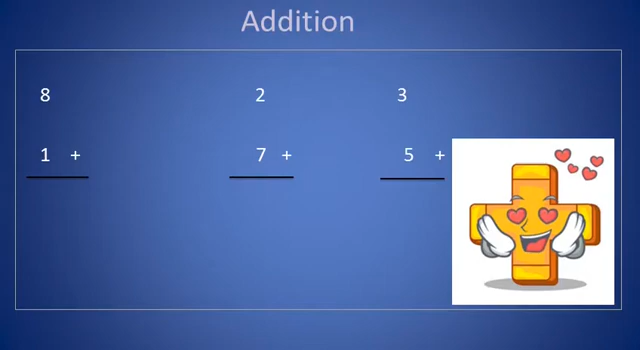 Addition
8 2 3
1 + 7 + 5 +